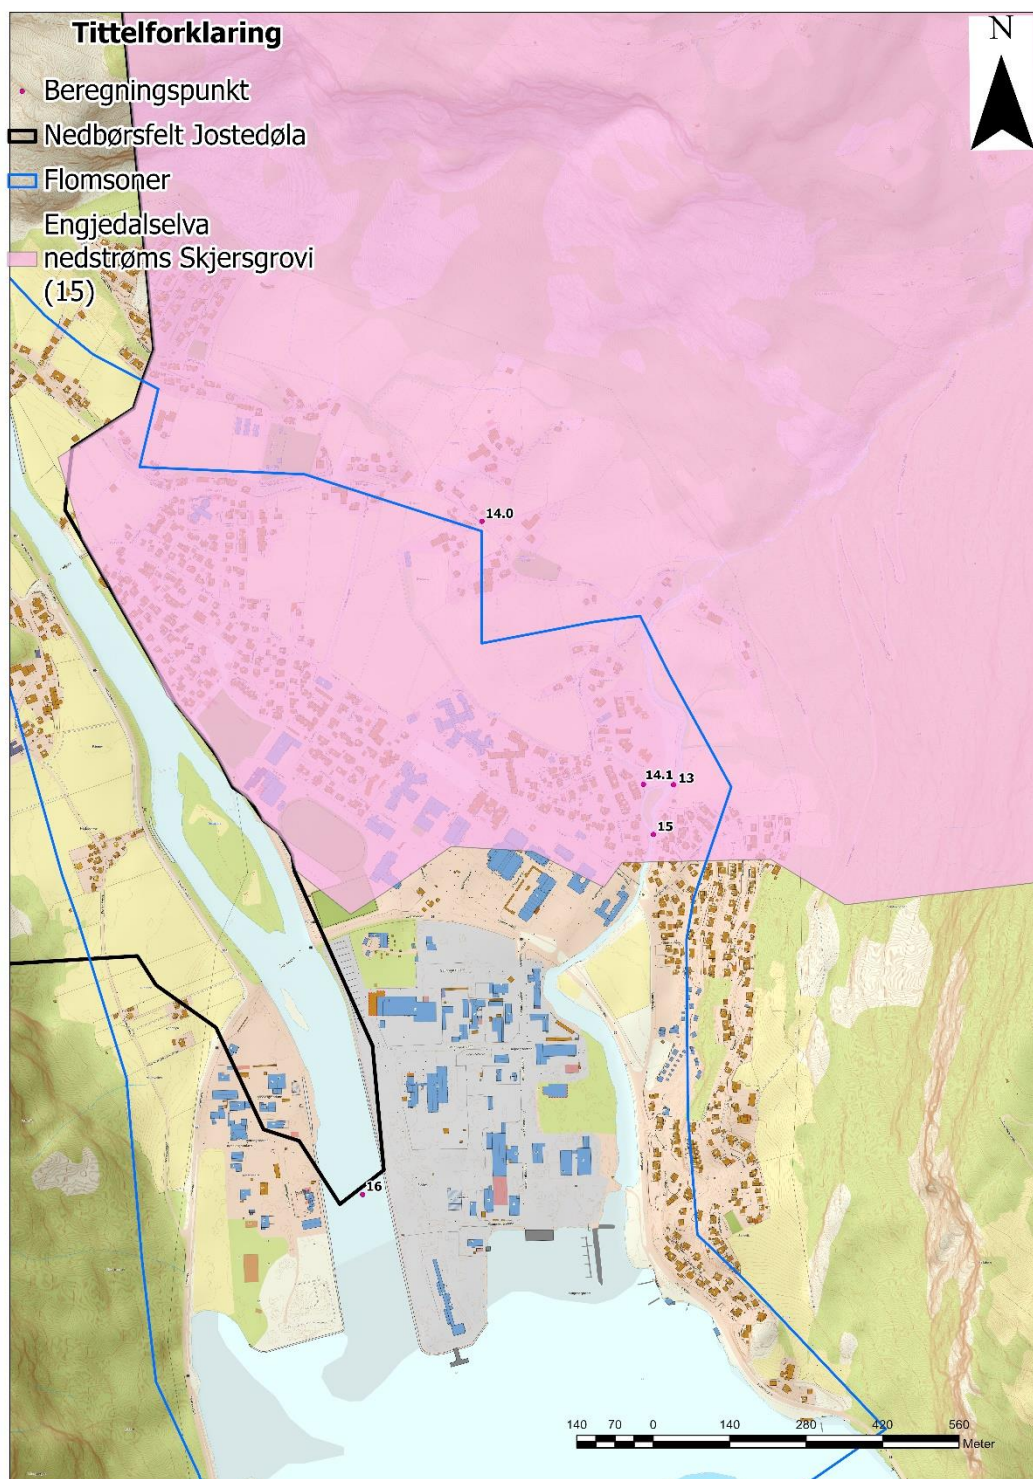 Tittelforklaring
N
Beregningspunkt
Nedbørsfelt Jostedøla
Flomsoner
Engjedalselva
nedstrøms Skjersgrovi
(15)
14.0
14.1
13
15
16
140 70 0 140 280 420 560
Meter